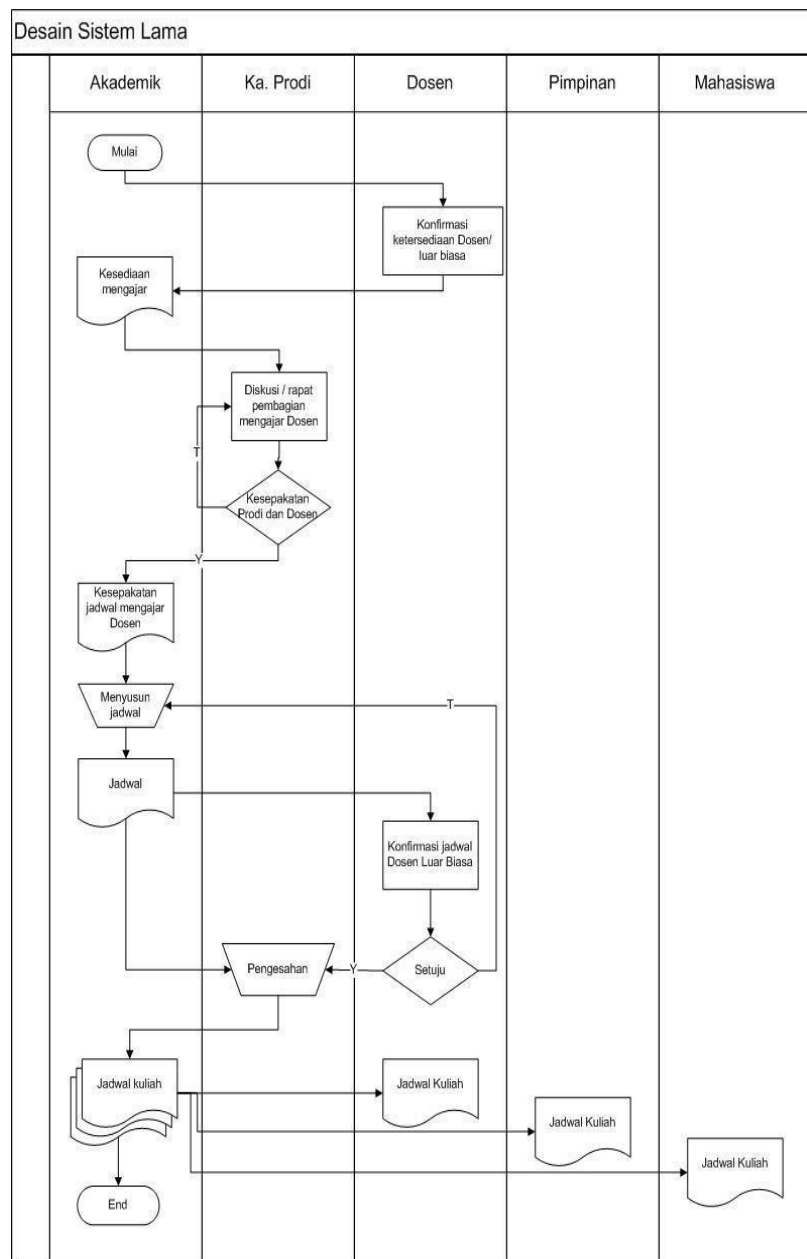 Desain Sistem Lama
Akademik
Ka. Prodi
Dosen
Pimpinan
Mahasiswa
Mulai
Konfirmasi
ketersediaan Dosen/
luar biasa
Kesediaan
mengajar
Diskusi / rapat
pembagian
mengajar Dosen
T
Kesepakatan
Prodi dan Dosen
Y
Kesepakatan
jadwal mengajar
Dosen
Menyusun
jadwal
T
Jadwal
Konfirmasi jadwal
Dosen Luar Biasa
Pengesahan
Y
Setuju
Jadwal kuliah
Jadwal Kuliah
Jadwal Kuliah
Jadwal Kuliah
End